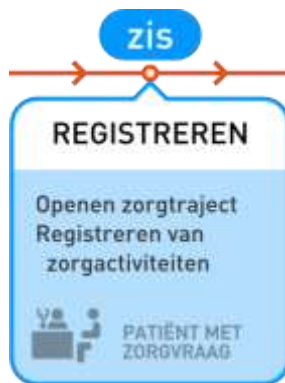 zis
REGISTREREN
Openen zorgtraject
Registreren van
zorgactiviteiten
PATIËNT MET
ZORGVRAAG